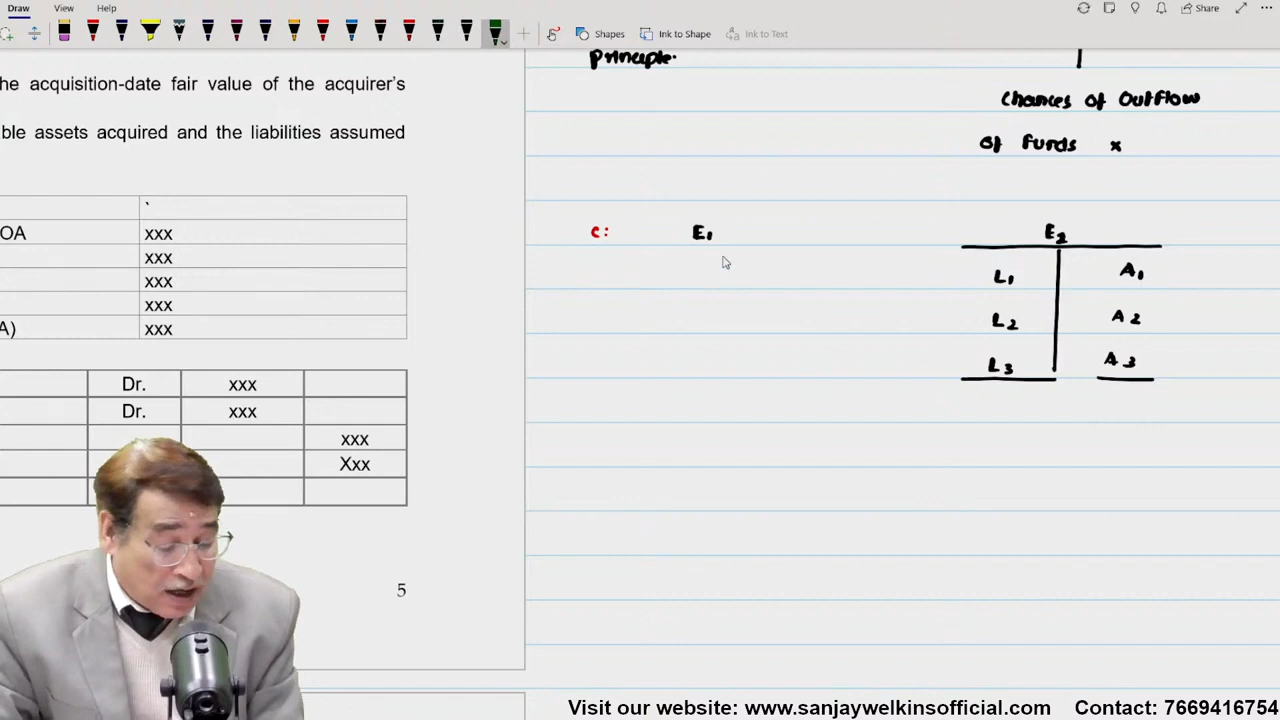 Draw View Help
Share
Shapes Ink to Shape Ink to Text
he acquisition-date fair value of the acquirer's
ble assets acquired and the liabilities assumed
`
OA xxx
xxx
xxx
xxx
A) xxx
Dr. xxx
Dr. xxx
xxx
Xxx
5
Principle.
Chances of Outflow
of Funds x
C: E1 E2
L1 A1
L2 A2
L3 A3
Visit our website: www.sanjaywelkinsofficial.com Contact: 7669416754